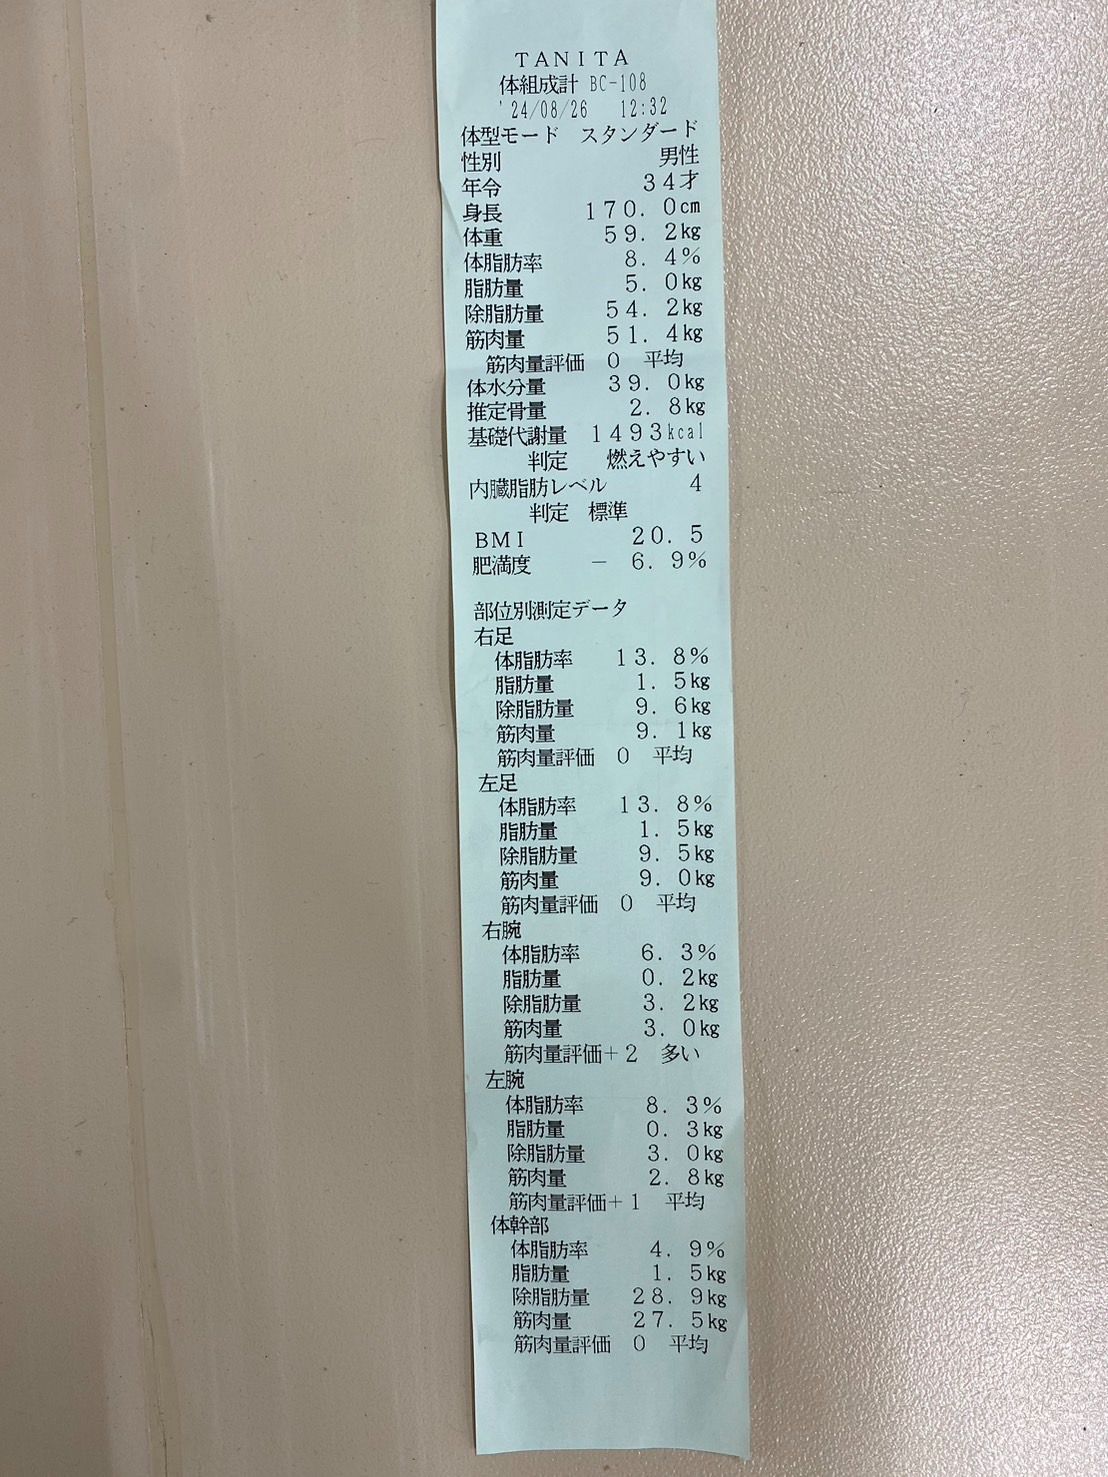 TANITA
体組成計 BC-108
'24/08/26 12:32
体型モード スタンダード
性別 男性
年令 34才
身長 170.0cm
体重 59.2kg
体脂肪率 8.4%
脂肪量 5.0kg
除脂肪量 54.2kg
筋肉量 51.4kg
筋肉量評価 0 平均
体水分量 39.0kg
推定骨量 2.8kg
基礎代謝量 1493kcal
判定 燃えやすい
内臓脂肪レベル 4
判定 標準
BMI 20.5
肥満度 - 6.9%
部位別測定データ
右足
体脂肪率 13.8%
脂肪量 1.5kg
除脂肪量 9.6kg
筋肉量 9.1kg
筋肉量評価 0 平均
左足
体脂肪率 13.8%
脂肪量 1.5kg
除脂肪量 9.5kg
筋肉量 9.0kg
筋肉量評価 0 平均
右腕
体脂肪率 6.3%
脂肪量 0.2kg
除脂肪量 3.2kg
筋肉量 3.0kg
筋肉量評価+2 多い
左腕
体脂肪率 8.3%
脂肪量 0.3kg
除脂肪量 3.0kg
筋肉量 2.8kg
筋肉量評価+1 平均
体幹部
体脂肪率 4.9%
脂肪量 1.5kg
除脂肪量 28.9kg
筋肉量 27.5kg
筋肉量評価 0 平均